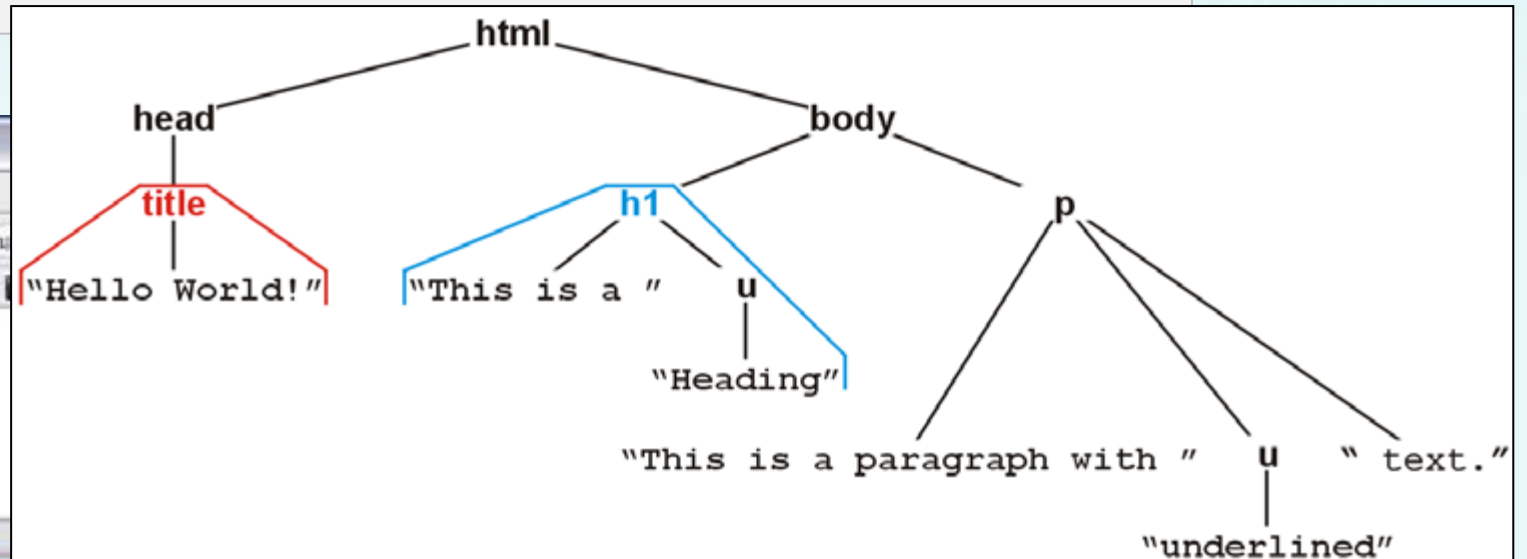 html
head body
title h1 p
“Hello World!” “This is a ” u
“Heading”
“This is a paragraph with ” u “ text.”
“underlined”